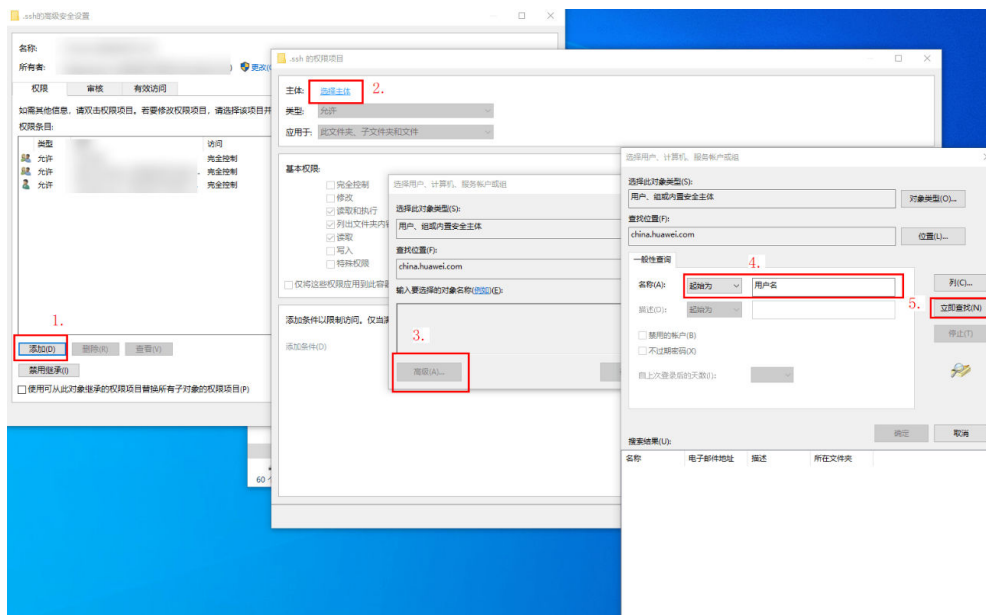 .ssh的高级安全设置
名称:
所有者:
更改(
权限 审核 有效访问
如需其他信息，请双击权限项目。若要修改权限项目，请选择该项目并
权限条目:
类型 访问
允许 完全控制
允许 完全控制
允许 完全控制
1.
添加(D) 删除(R) 查看(V)
禁用继承(I)
使用可从此对象继承的权限项目替换所有子对象的权限项目(P)
60 个
.ssh 的权限项目
主体: 选择主体 2.
类型: 允许
应用于: 此文件夹、子文件夹和文件
基本权限:
完全控制
修改
读取和执行
列出文件夹内容
读取
写入
特殊权限
仅将这些权限应用到此容器
添加条件以限制访问。仅当满
添加条件(D)
选择用户、计算机、服务帐户或组
选择此对象类型(S):
用户、组或内置安全主体
查找位置(F):
china.huawei.com
输入要选择的对象名称(例如)(E):
3.
高级(A)...
选择用户、计算机、服务帐户或组
选择此对象类型(S):
用户、组或内置安全主体 对象类型(O)...
查找位置(F):
china.huawei.com 位置(L)...
一般性查询 4.
名称(A): 起始为 用户名 列(C)...
描述(D): 起始为 5. 立即查找(N)
禁用的帐户(B) 停止(T)
不过期密码(X)
自上次登录后的天数(I):
确定 取消
搜索结果(U):
名称 电子邮件地址 描述 所在文件夹